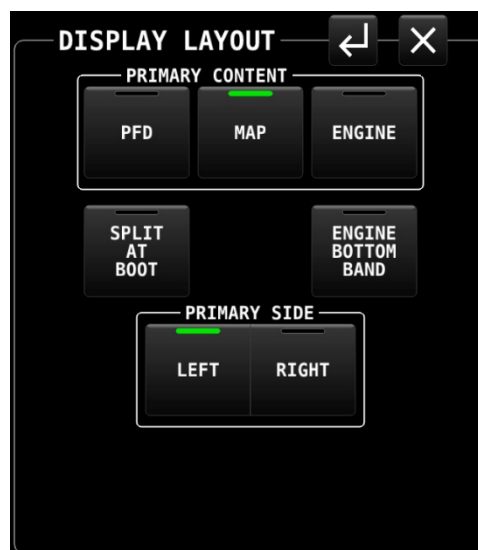 DISPLAY LAYOUT
PRIMARY CONTENT
PFD
MAP
ENGINE
SPLIT
AT
BOOT
ENGINE
BOTTOM
BAND
PRIMARY SIDE
LEFT
RIGHT